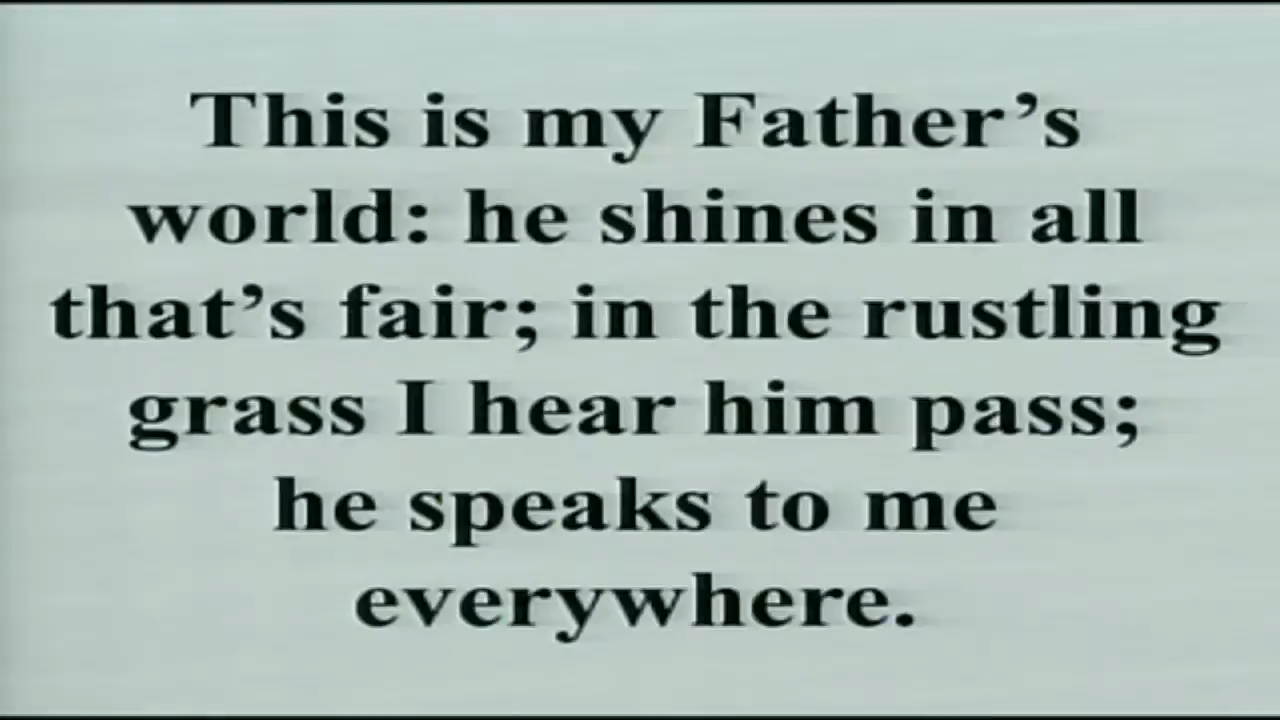 This is my Father’s
world: he shines in all
that’s fair; in the rustling
grass I hear him pass;
he speaks to me
everywhere.